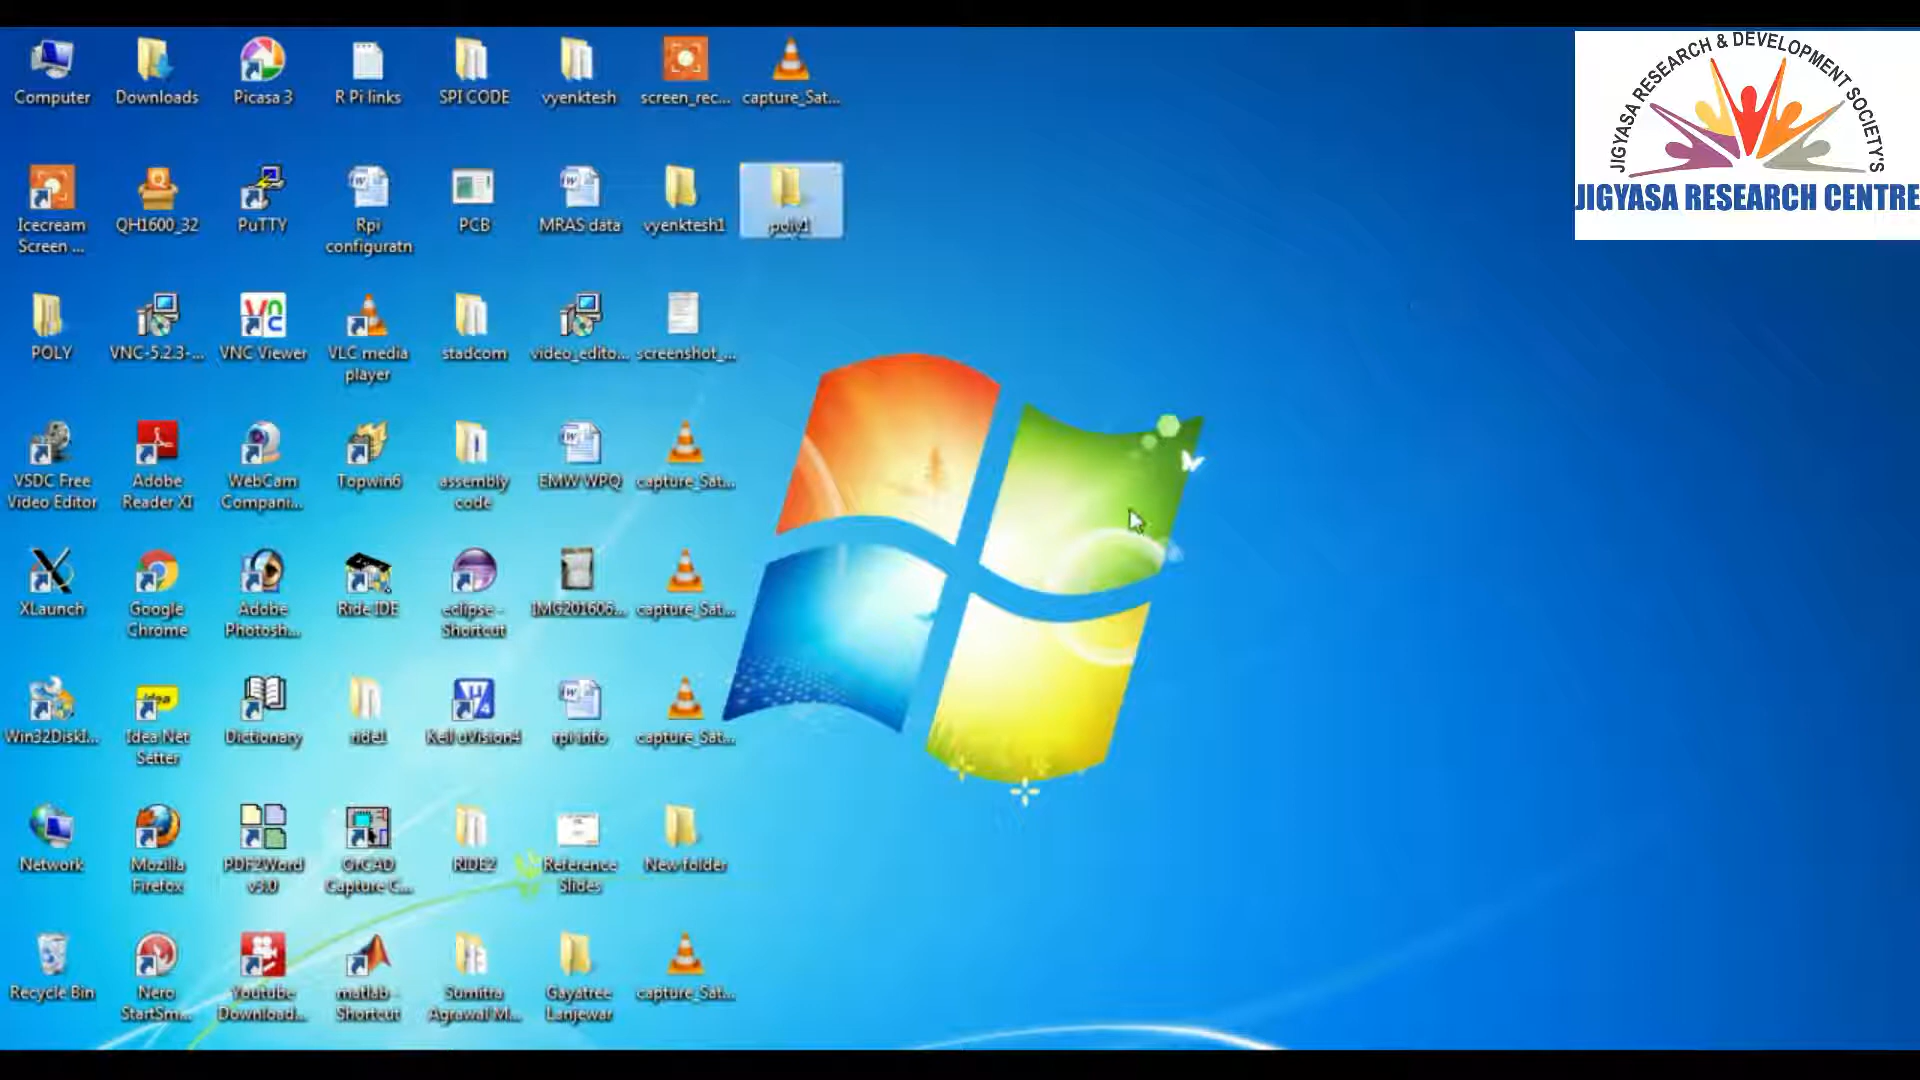 JIGYASA RESEARCH & DEVELOPMENT SOCIETY'S
JIGYASA RESEARCH CENTRE
Computer
Downloads
Picasa 3
R Pi links
SPI CODE
vyenktesh
screen_rec...
capture_Sat...
Icecream
Screen ...
QH1600_32
PuTTY
Rpi
configuratn
PCB
MRAS data
vyenktesh1
poly1
POLY
VNC-5.2.3-...
VNC Viewer
VLC media
player
stadcom
video_edito...
screenshot_...
VSDC Free
Video Editor
Adobe
Reader XI
WebCam
Compani...
Topwin6
assembly
code
EMW WPQ
capture_Sat...
XLaunch
Google
Chrome
Adobe
Photosh...
Ride IDE
eclipse -
Shortcut
IMG201606...
capture_Sat...
Win32DiskI...
Idea Net
Setter
Dictionary
ride1
Keil uVision4
rpi info
capture_Sat...
Network
Mozilla
Firefox
PDF2Word
v3.0
OrCAD
Capture C...
RIDE2
Reference
Slides
New folder
Recycle Bin
Nero
StartSm...
Youtube
Download...
matlab -
Shortcut
Sumitra
Agrawal M...
Gayatree
Lanjewar
capture_Sat...